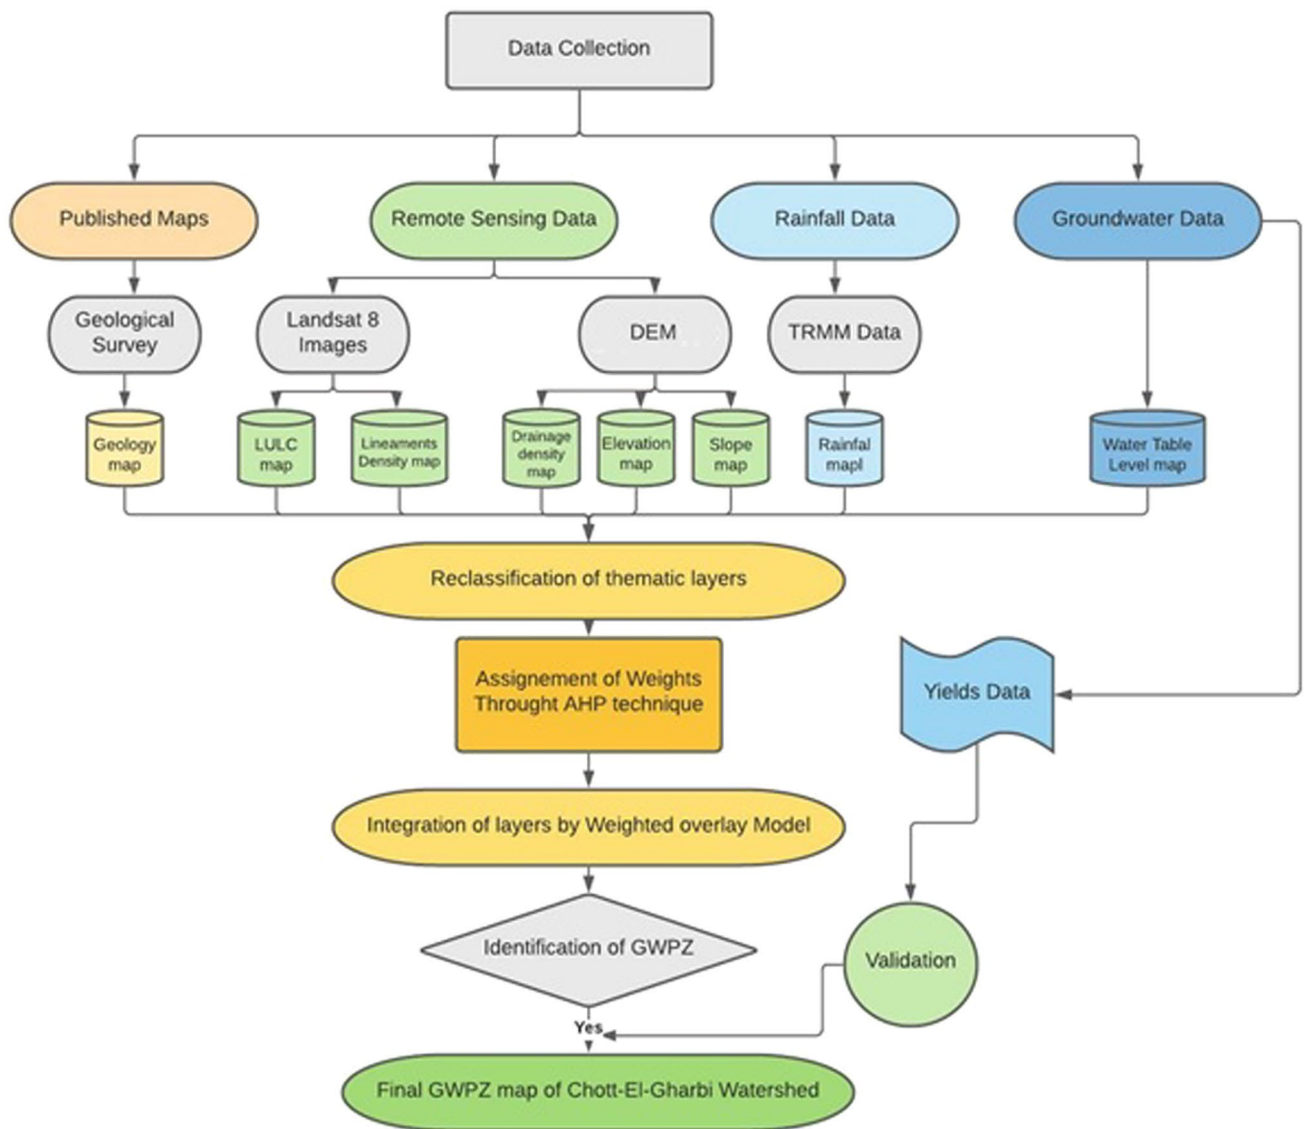 Data Collection
Published Maps
Remote Sensing Data
Rainfall Data
Groundwater Data
Geological
Survey
Landsat 8
Images
DEM
TRMM Data
Geology
map
LULC
map
Lineaments
Density map
Drainage
density
map
Elevation
map
Slope
map
Rainfal
mapl
Water Table
Level map
Reclassification of thematic layers
Assignement of Weights
Throught AHP technique
Yields Data
Integration of layers by Weighted overlay Model
Identification of GWPZ
Validation
Yes
Final GWPZ map of Chott-El-Gharbi Watershed